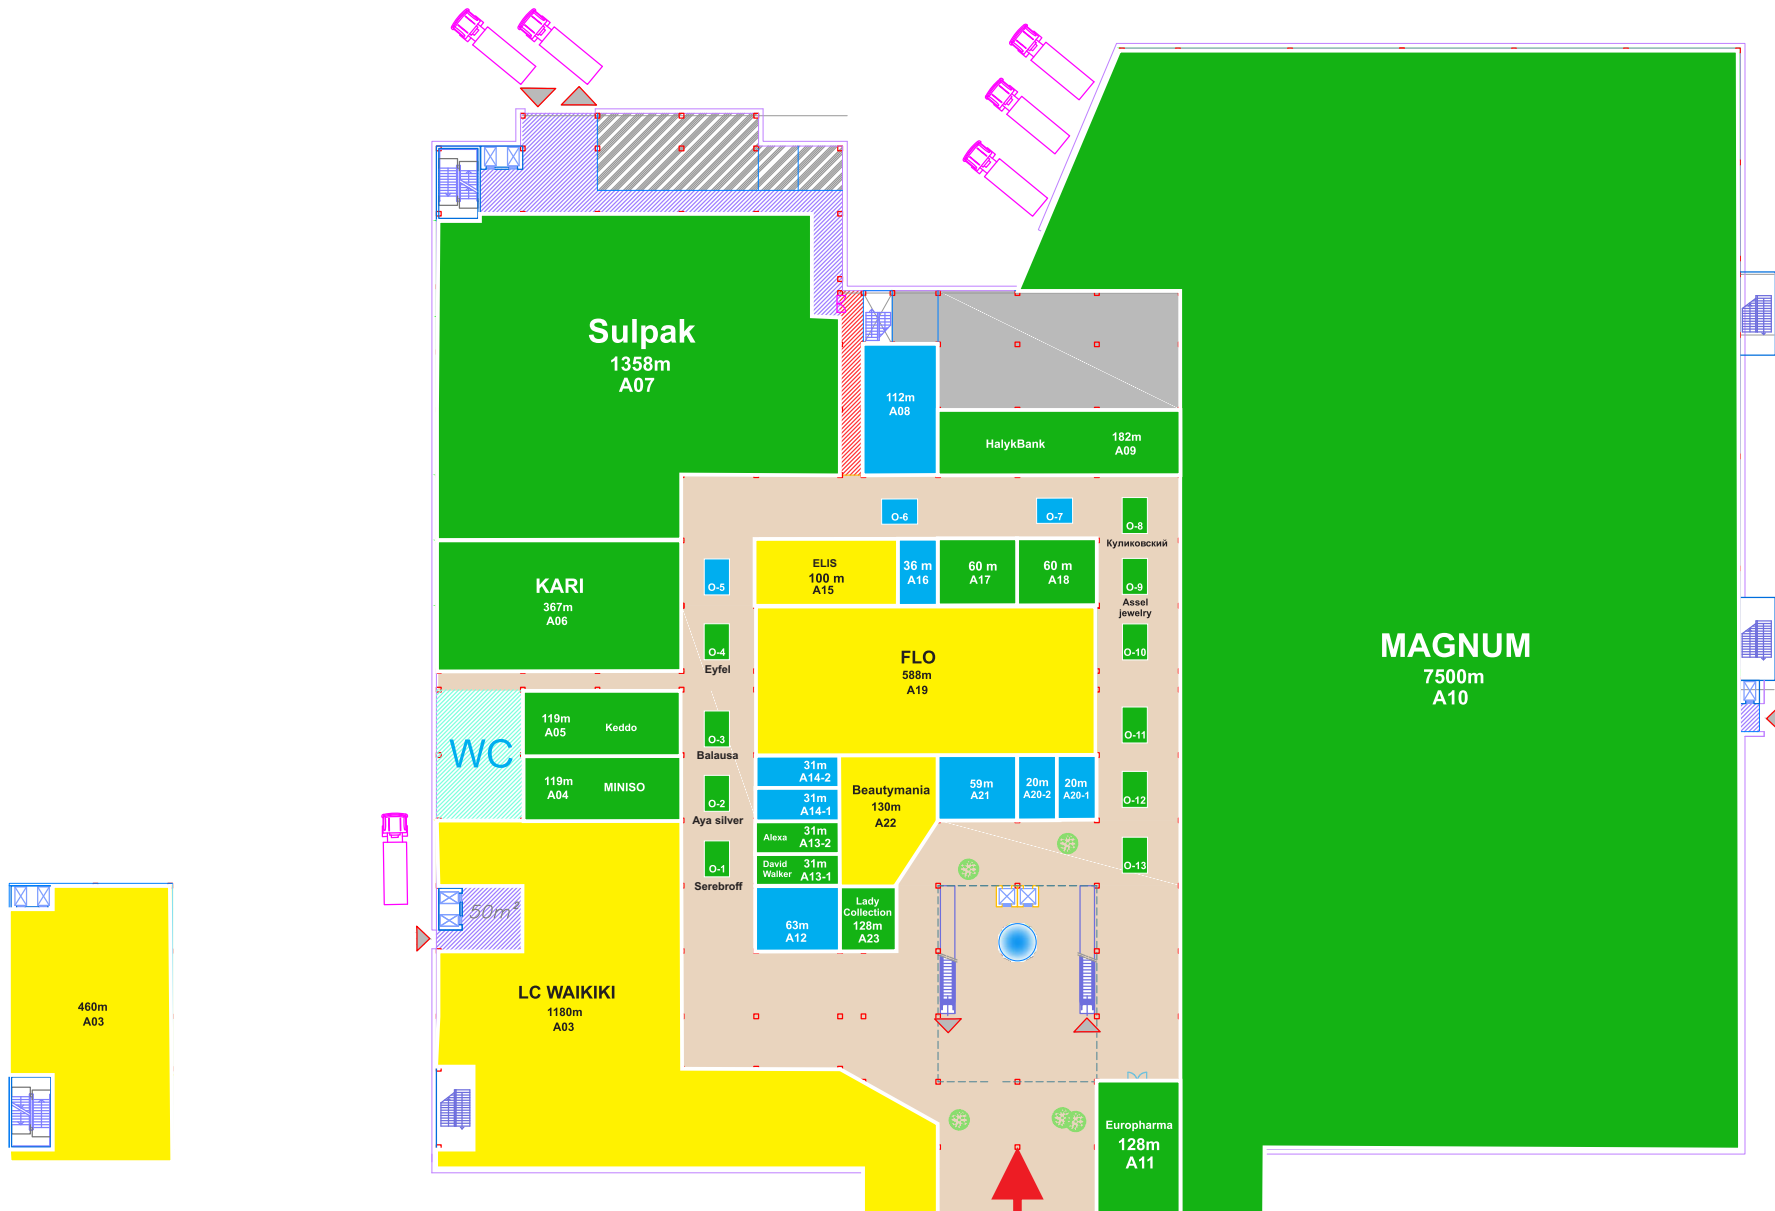 Sulpak
1358m
A07
112m
A08
HalykBank
182m
A09
O-6
O-7
O-8
Куликовский
KARI
367m
A06
O-5
ELIS
100 m
A15
36 m
A16
60 m
A17
60 m
A18
O-9
Assel
jewelry
O-4
Eyfel
FLO
588m
A19
O-10
MAGNUM
7500m
A10
WC
119m
A05
Keddo
119m
A04
MINISO
O-3
Balausa
O-2
Aya silver
O-1
Serebroff
31m
A14-2
31m
A14-1
Alexa
31m
A13-2
David
Walker
31m
A13-1
Beautymania
130m
A22
59m
A21
20m
A20-2
20m
A20-1
O-11
O-12
O-13
63m
A12
Lady
Collection
128m
A23
50m²
LC WAIKIKI
1180m
A03
460m
A03
Europharma
128m
A11